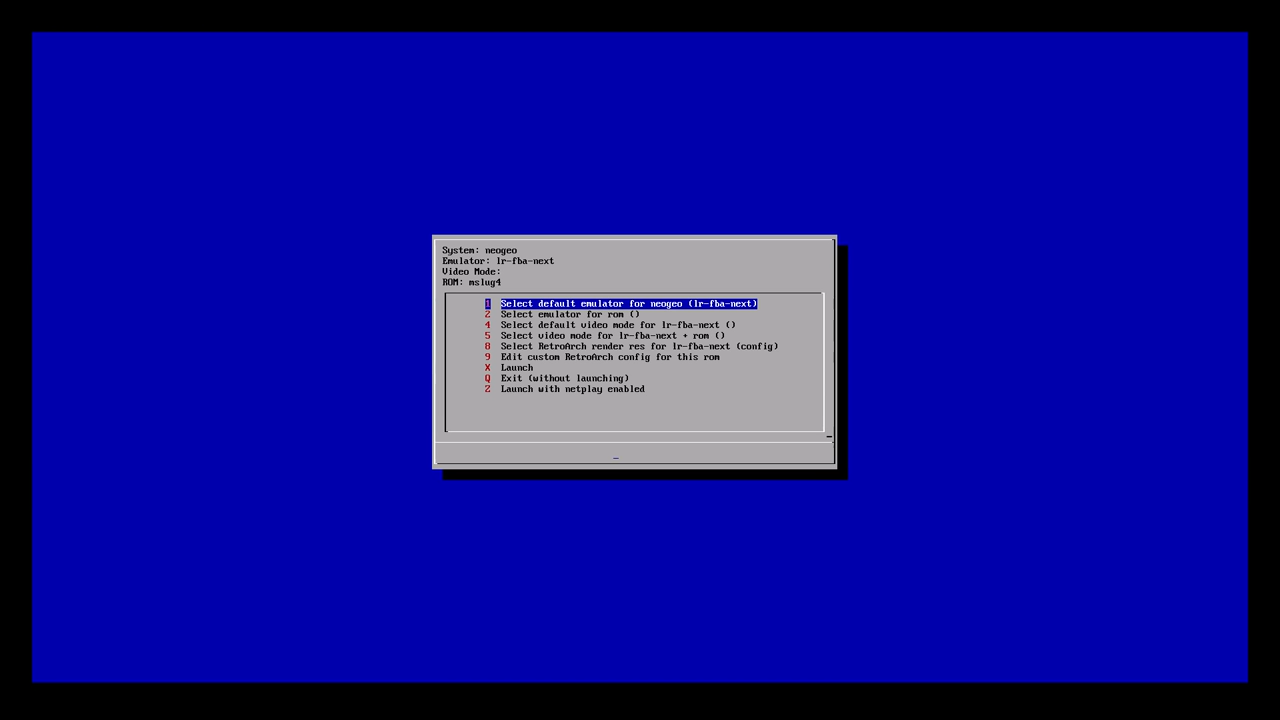 System: neogeo
Emulator: lr-fba-next
Video Mode:
ROM: mslug4
1 Select default emulator for neogeo (lr-fba-next)
2 Select emulator for rom ()
4 Select default video mode for lr-fba-next ()
5 Select video mode for lr-fba-next + rom ()
8 Select RetroArch render res for lr-fba-next (config)
9 Edit custom RetroArch config for this rom
X Launch
Q Exit (without launching)
Z Launch with netplay enabled